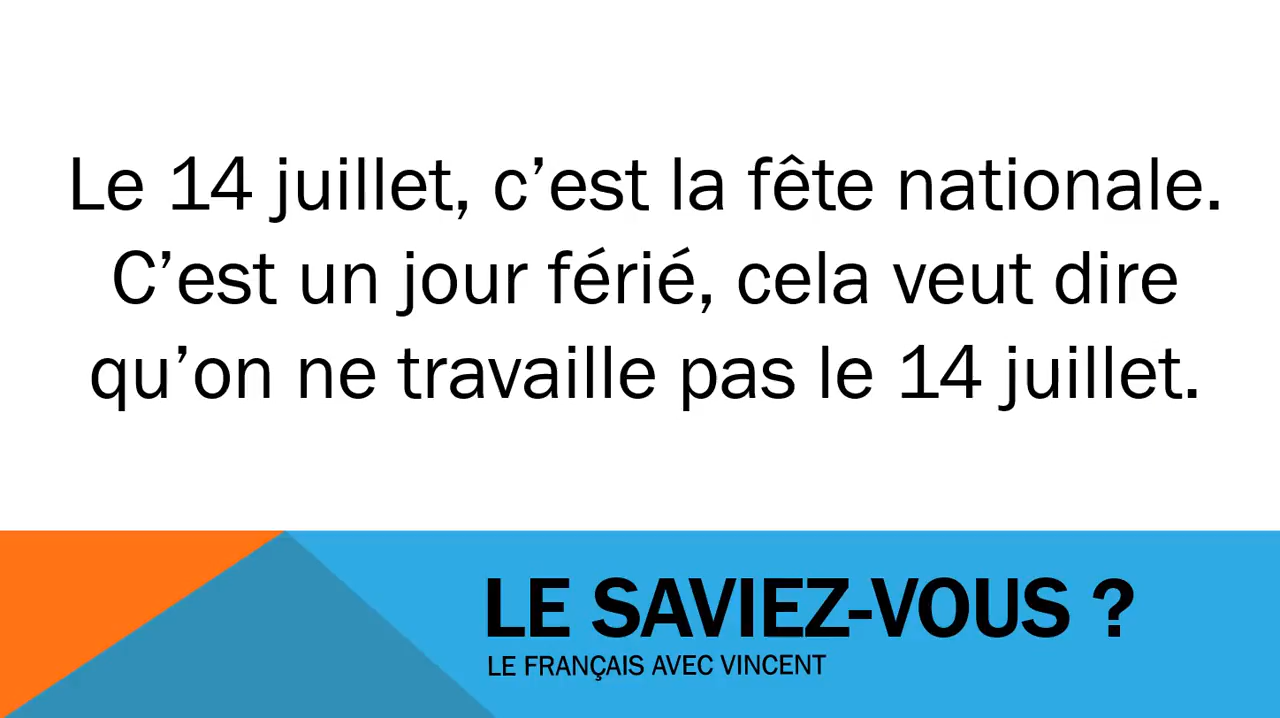 Le 14 juillet, c’est la fête nationale.
C’est un jour férié, cela veut dire
qu’on ne travaille pas le 14 juillet.
LE SAVIEZ-VOUS ?
LE FRANÇAIS AVEC VINCENT